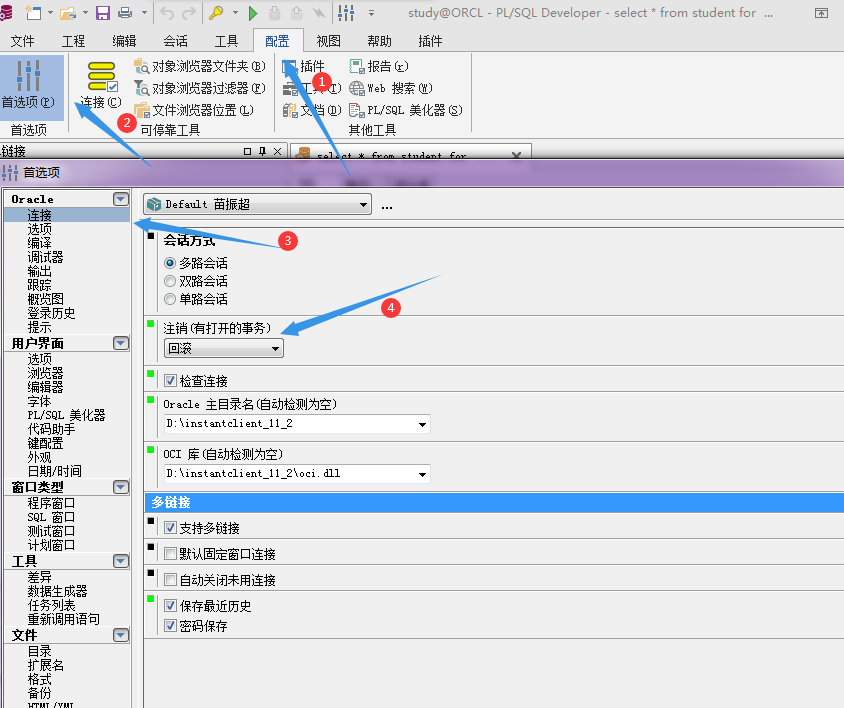 study@ORCL - PL/SQL Developer - select * from student for ...
文件 工程 编辑 会话 工具 配置 视图 帮助 插件
首选项(P)
首选项
连接(C)
对象浏览器文件夹(B)
对象浏览器过滤器(F)
文件浏览器位置(L)
可停靠工具
插件
工具(T)
文档(D)
报告(r)
Web 搜索(W)
PL/SQL 美化器(S)
其他工具
1
2
链接
select * from student for
首选项
Oracle
连接
选项
编译
调试器
输出
跟踪
概览图
登录历史
提示
用户界面
选项
浏览器
编辑器
字体
PL/SQL 美化器
代码助手
键配置
外观
日期/时间
窗口类型
程序窗口
SQL 窗口
测试窗口
计划窗口
工具
差异
数据生成器
任务列表
重新调用语句
文件
目录
扩展名
格式
备份
HTML/XML
Default 苗振超
...
会话方式
3
多路会话
双路会话
单路会话
4
注销(有打开的事务)
回滚
检查连接
Oracle 主目录名(自动检测为空)
D:\instantclient_11_2
OCI 库(自动检测为空)
D:\instantclient_11_2\oci.dll
多链接
支持多链接
默认固定窗口连接
自动关闭未用连接
保存最近历史
密码保存